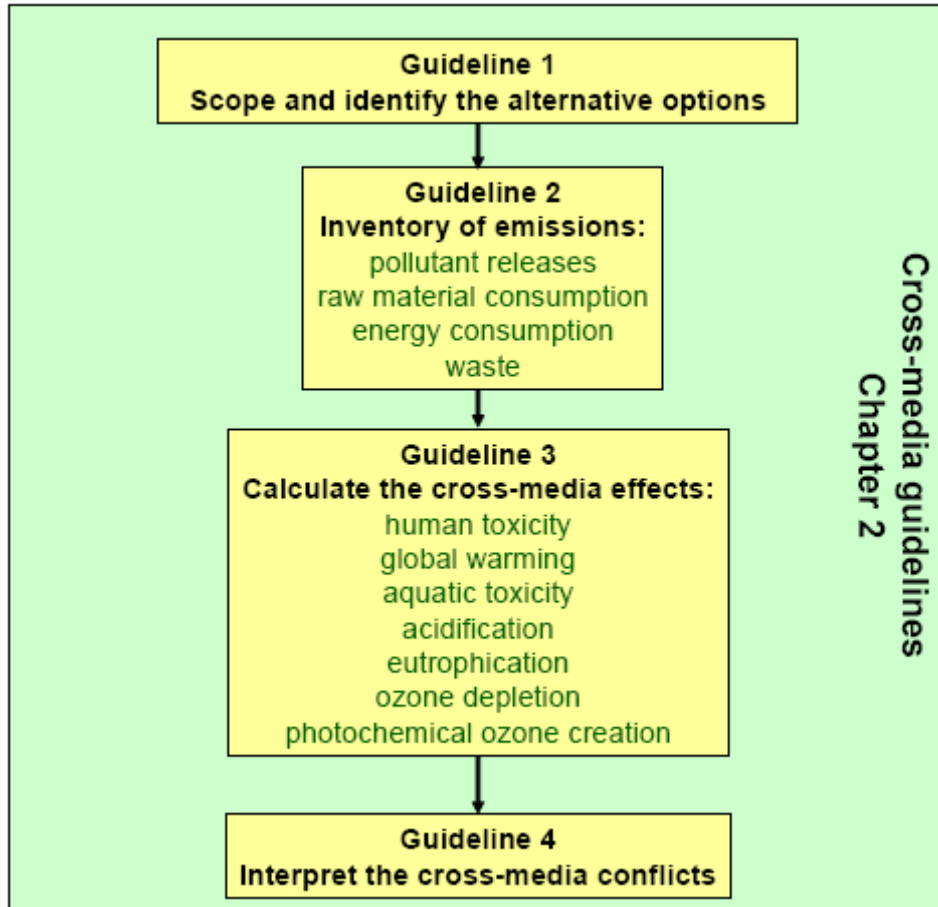 Guideline 1
Scope and identify the alternative options
Guideline 2
Inventory of emissions:
pollutant releases
raw material consumption
energy consumption
waste
Guideline 3
Calculate the cross-media effects:
human toxicity
global warming
aquatic toxicity
acidification
eutrophication
ozone depletion
photochemical ozone creation
Guideline 4
Interpret the cross-media conflicts
Cross-media guidelines
Chapter 2